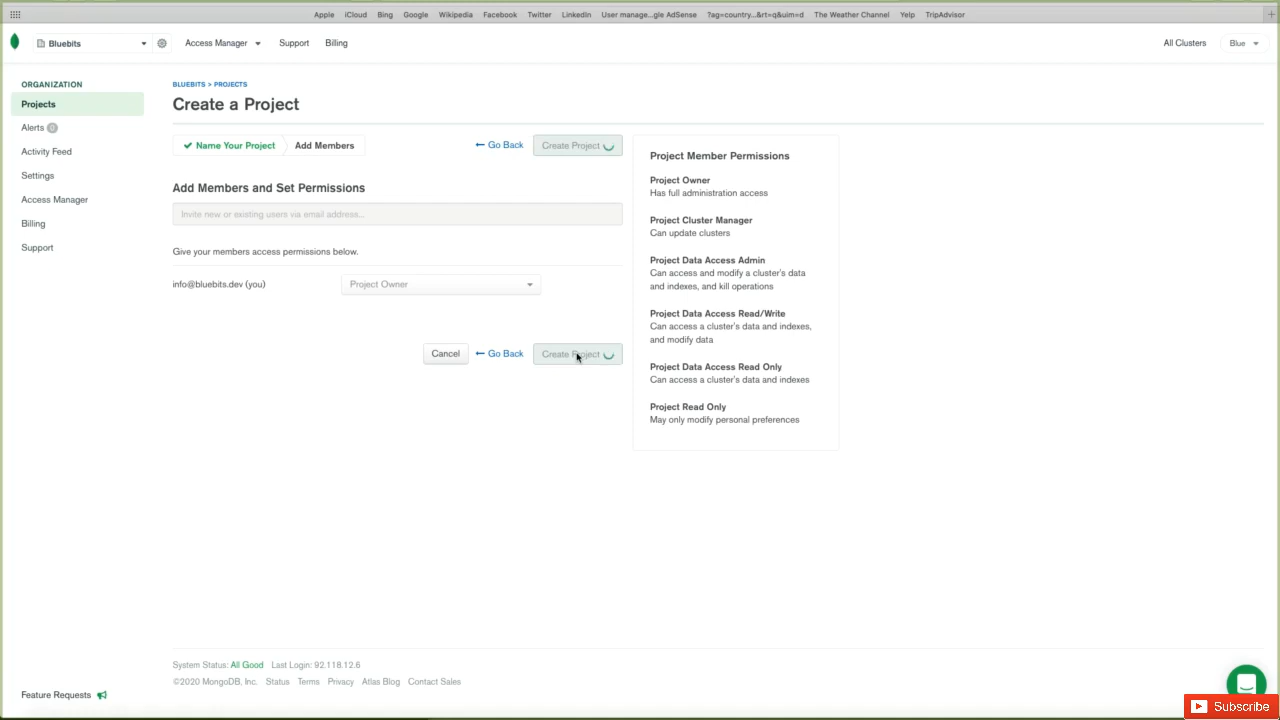 Apple iCloud Bing Google Wikipedia Facebook Twitter LinkedIn User manage...gle AdSense ?ag=country...&rt=q&uim=d The Weather Channel Yelp TripAdvisor
Bluebits Access Manager Support Billing All Clusters Blue
ORGANIZATION
Projects
Alerts 0
Activity Feed
Settings
Access Manager
Billing
Support
BLUEBITS > PROJECTS
Create a Project
Name Your Project Add Members Go Back Create Project
Add Members and Set Permissions
Invite new or existing users via email address...
Give your members access permissions below.
info@bluebits.dev (you) Project Owner
Cancel Go Back Create Project
Project Member Permissions
Project Owner
Has full administration access
Project Cluster Manager
Can update clusters
Project Data Access Admin
Can access and modify a cluster's data
and indexes, and kill operations
Project Data Access Read/Write
Can access a cluster's data and indexes,
and modify data
Project Data Access Read Only
Can access a cluster's data and indexes
Project Read Only
May only modify personal preferences
System Status: All Good Last Login: 92.118.12.6
©2020 MongoDB, Inc. Status Terms Privacy Atlas Blog Contact Sales
Feature Requests
Subscribe